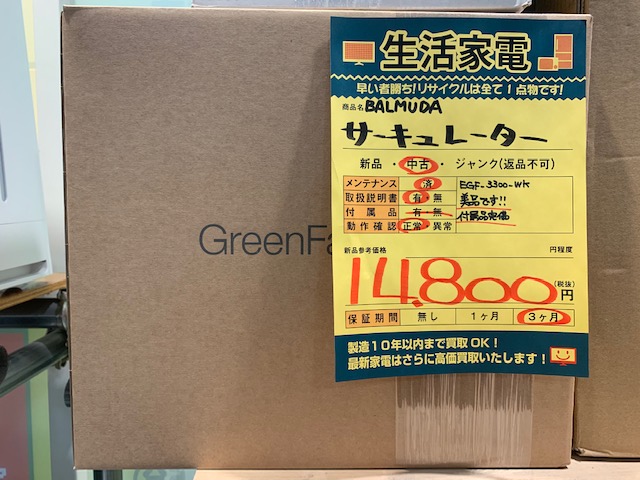 生活家電
早い者勝ち!リサイクルは全て1点物です!
商品名 BALMUDA
サーキュレーター
新品・中古・ジャンク(返品不可)
メンテナンス 済 EGF-3300-WK
取扱説明書 有・無 美品です!!
付属品 有・無 付属品完備
動作確認 正常・異常
GreenFa
新品参考価格 円程度
14,800 (税抜)円
保証期間 無し 1ヶ月 3ヶ月
製造10年以内まで買取OK!
最新家電はさらに高価買取いたします!